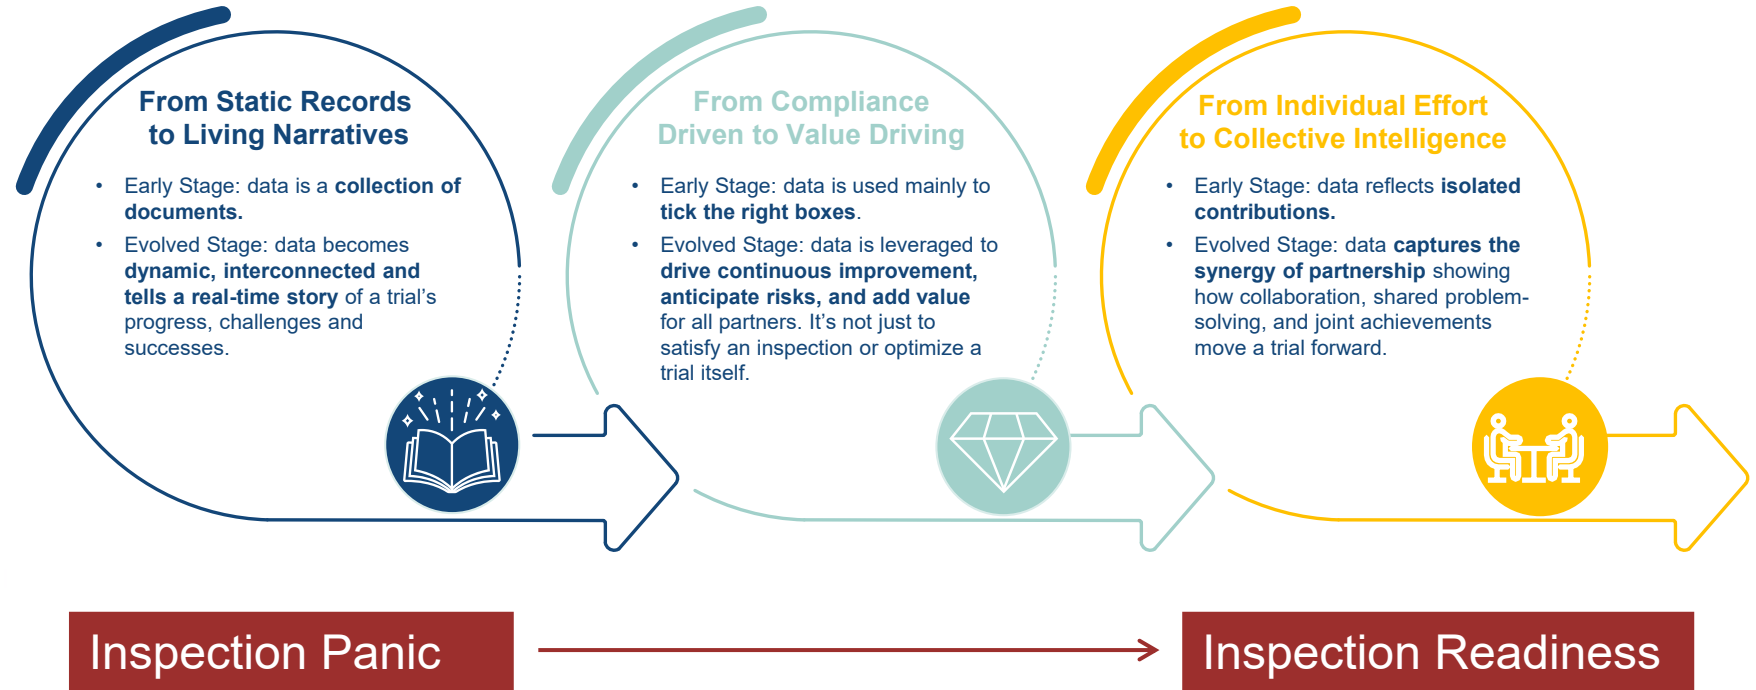 From Static Records
to Living Narratives
• Early Stage: data is a collection of
documents.
• Evolved Stage: data becomes
dynamic, interconnected and
tells a real-time story of a trial’s
progress, challenges and
successes.
From Compliance
Driven to Value Driving
• Early Stage: data is used mainly to
tick the right boxes.
• Evolved Stage: data is leveraged to
drive continuous improvement,
anticipate risks, and add value
for all partners. It’s not just to
satisfy an inspection or optimize a
trial itself.
From Individual Effort
to Collective Intelligence
• Early Stage: data reflects isolated
contributions.
• Evolved Stage: data captures the
synergy of partnership showing
how collaboration, shared problem-
solving, and joint achievements
move a trial forward.
Inspection Panic
Inspection Readiness